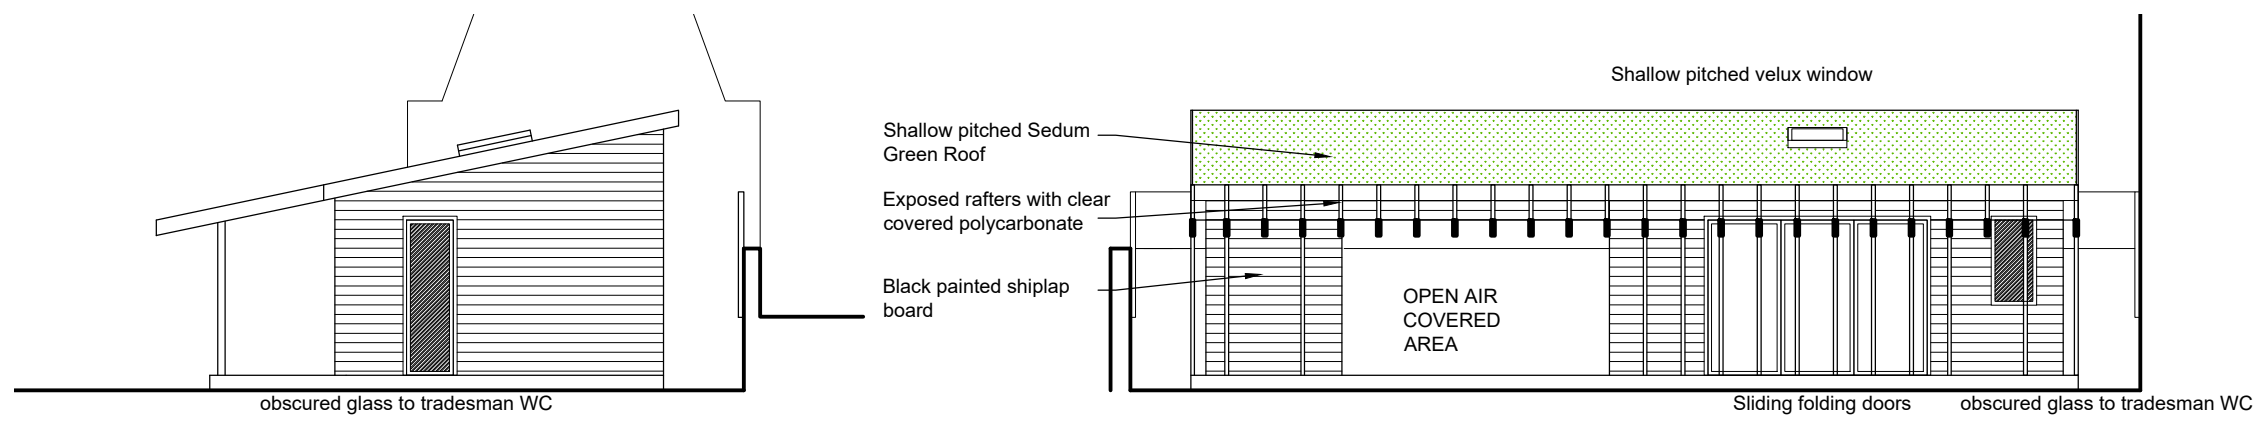 Shallow pitched velux window
Shallow pitched Sedum
Green Roof
Exposed rafters with clear
covered polycarbonate
Black painted shiplap
board
OPEN AIR
COVERED
AREA
obscured glass to tradesman WC
Sliding folding doors
obscured glass to tradesman WC